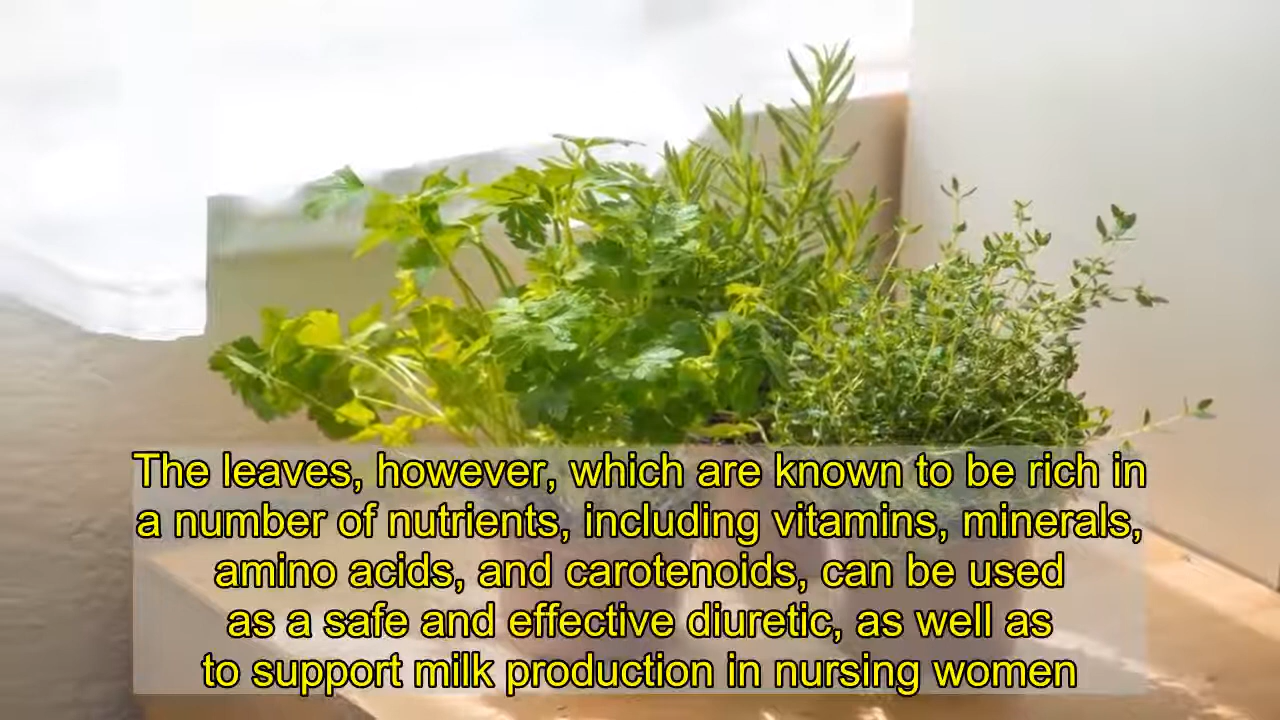 The leaves, however, which are known to be rich in
a number of nutrients, including vitamins, minerals,
amino acids, and carotenoids, can be used
as a safe and effective diuretic, as well as
to support milk production in nursing women